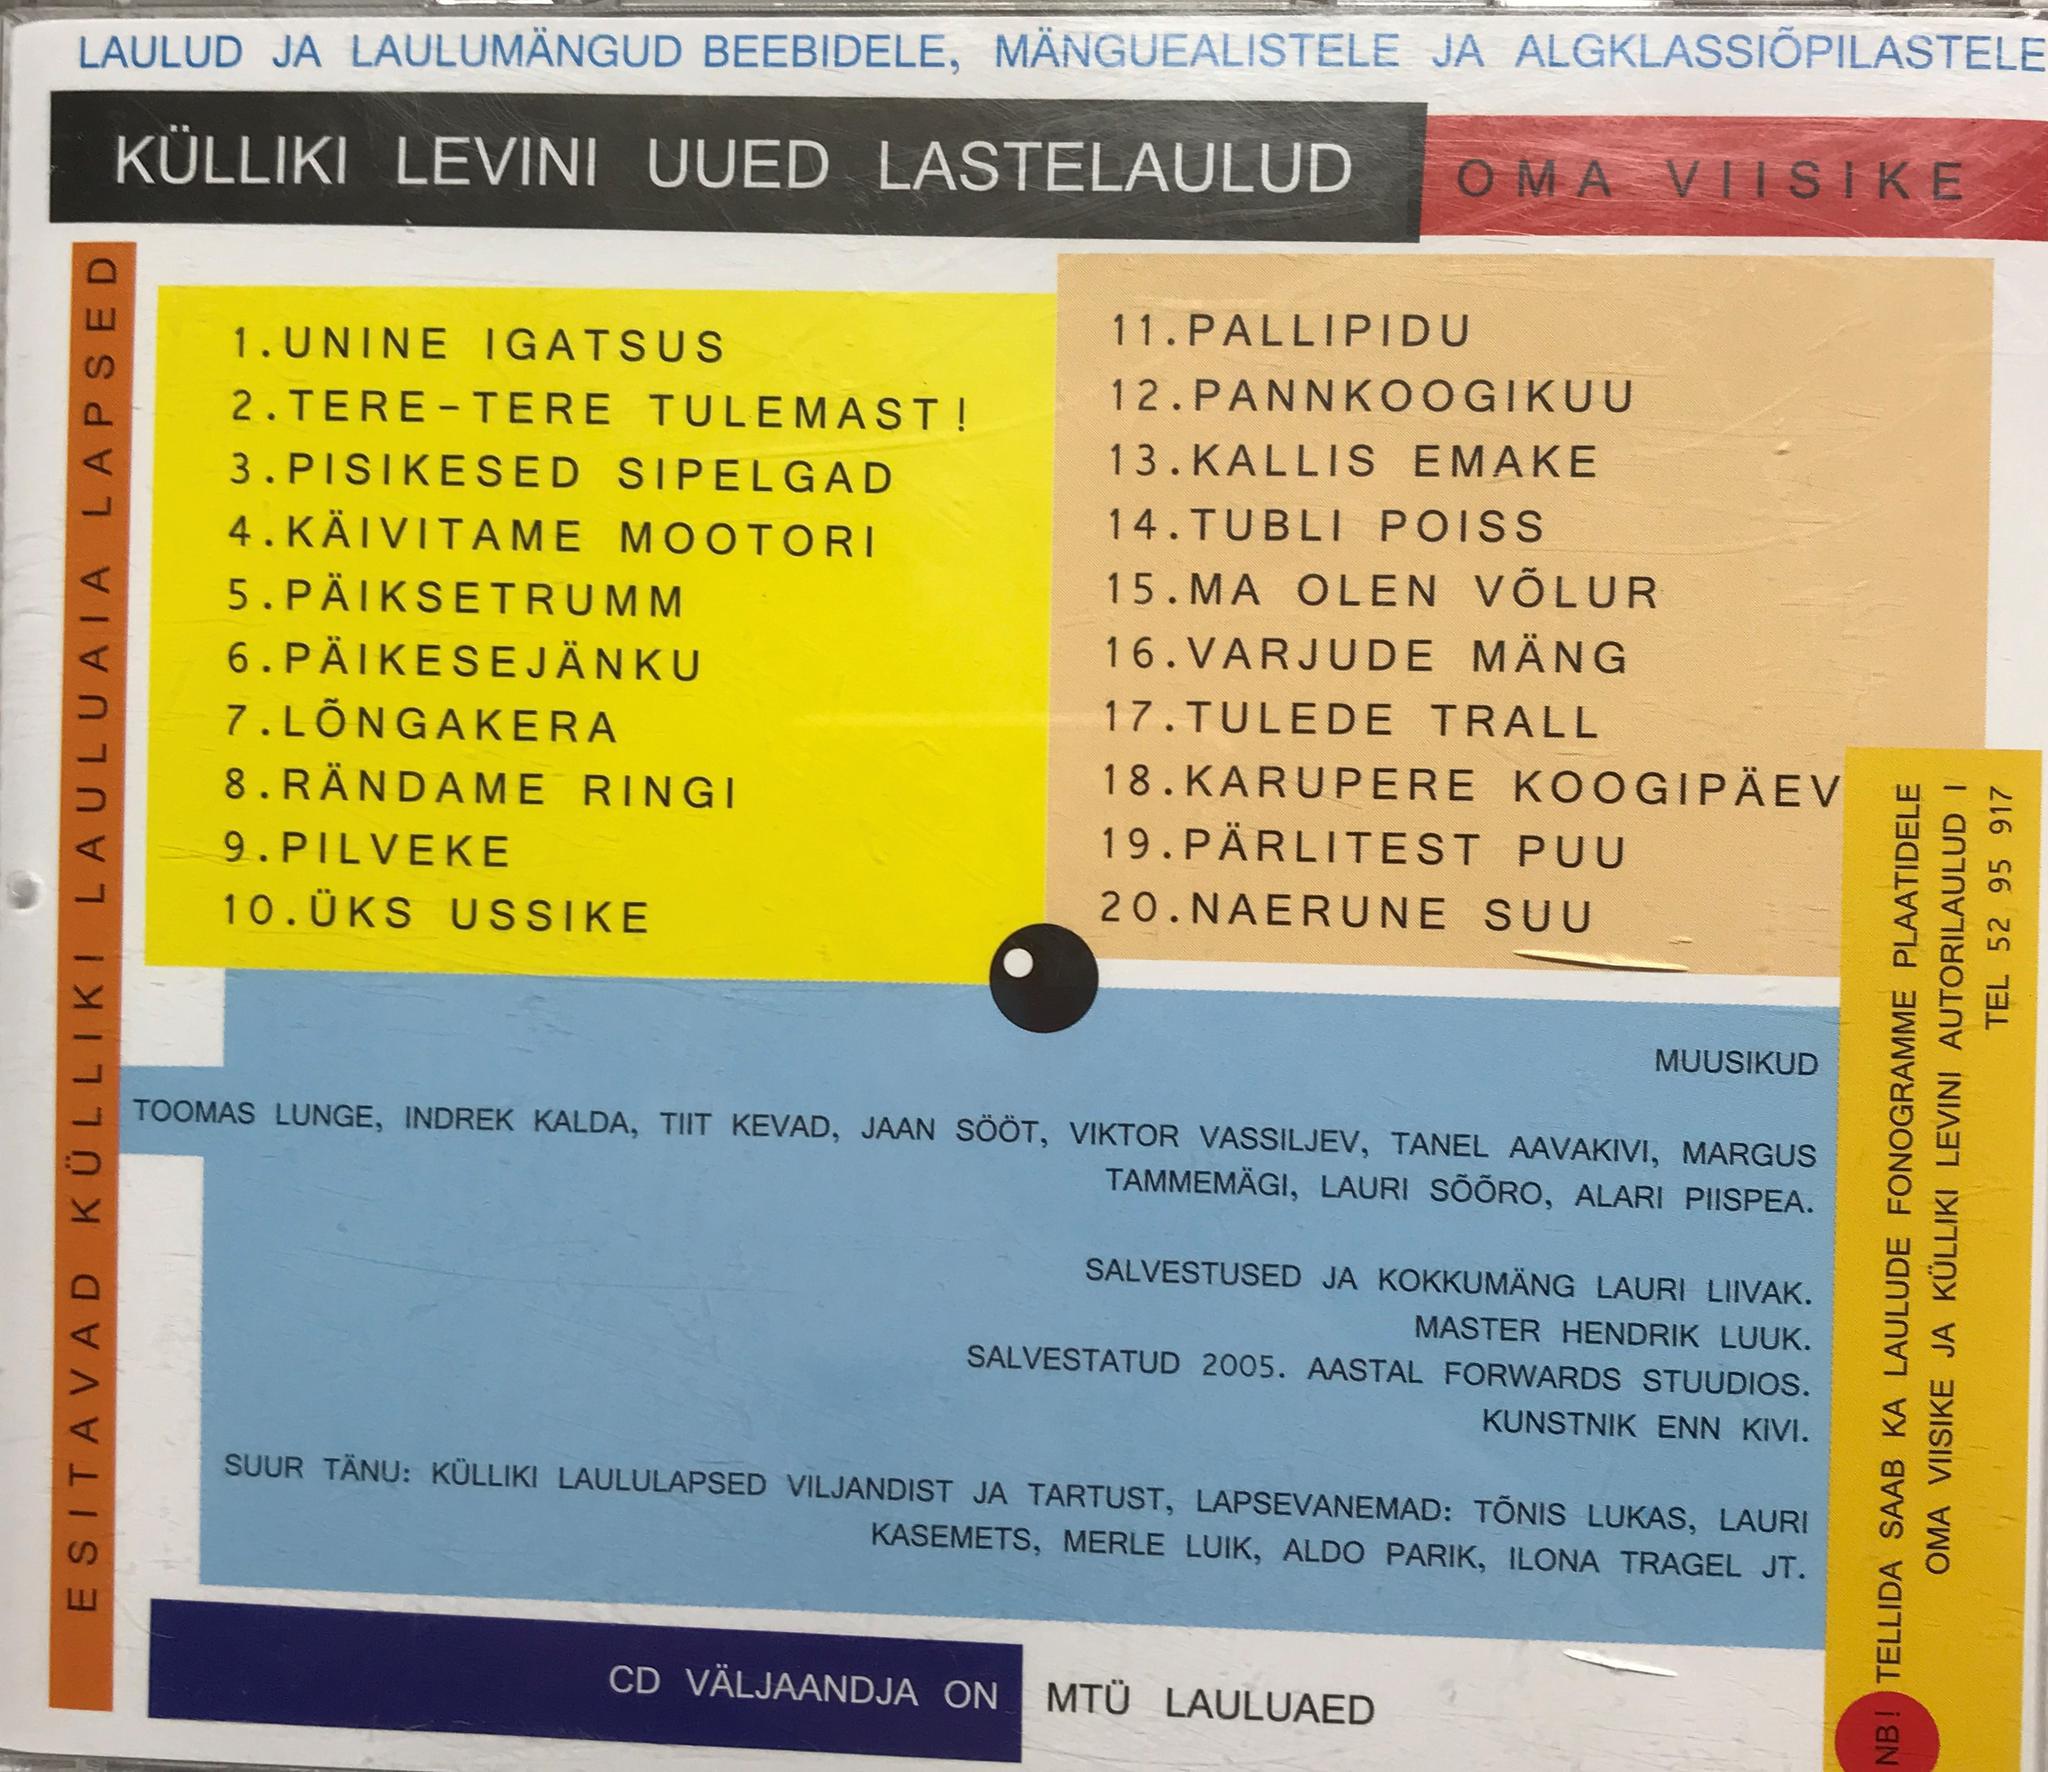 LAULUD JA LAULUMÄNGUD BEEBIDELE, MÄNGUEALISTELE JA ALGKLASSIÕPILASTELE
KÜLLIKI LEVINI UUED LASTELAULUD
OMA VIISIKE
ESITAVAD KÜLLIKI LAULUAIA LAPSED
1.UNINE IGATSUS
2.TERE-TERE TULEMAST!
3.PISIKESED SIPELGAD
4.KÄIVITAME MOOTORI
5.PÄIKSETRUMM
6.PÄIKESEJÄNKU
7.LÕNGAKERA
8.RÄNDAME RINGI
9.PILVEKE
10.ÜKS USSIKE
11.PALLIPIDU
12.PANNKOOGIKUU
13.KALLIS EMAKE
14.TUBLI POISS
15.MA OLEN VÕLUR
16.VARJUDE MÄNG
17.TULEDE TRALL
18.KARUPERE KOOGIPÄEV
19.PÄRLITEST PUU
20.NAERUNE SUU
MUUSIKUD
TOOMAS LUNGE, INDREK KALDA, TIIT KEVAD, JAAN SÖÖT, VIKTOR VASSILJEV, TANEL AAVAKIVI, MARGUS
TAMMEMÄGI, LAURI SÕÕRO, ALARI PIISPEA.
SALVESTUSED JA KOKKUMÄNG LAURI LIIVAK.
MASTER HENDRIK LUUK.
SALVESTATUD 2005. AASTAL FORWARDS STUUDIOS.
KUNSTNIK ENN KIVI.
SUUR TÄNU: KÜLLIKI LAULULAPSED VILJANDIST JA TARTUST, LAPSEVANEMAD: TÕNIS LUKAS, LAURI
KASEMETS, MERLE LUIK, ALDO PARIK, ILONA TRAGEL JT.
CD VÄLJAANDJA ON MTÜ LAULUAED
NB! TELLIDA SAAB KA LAULUDE FONOGRAMME PLAATIDELE
OMA VIISIKE JA KÜLLIKI LEVINI AUTORILAULUD I
TEL 52 95 917